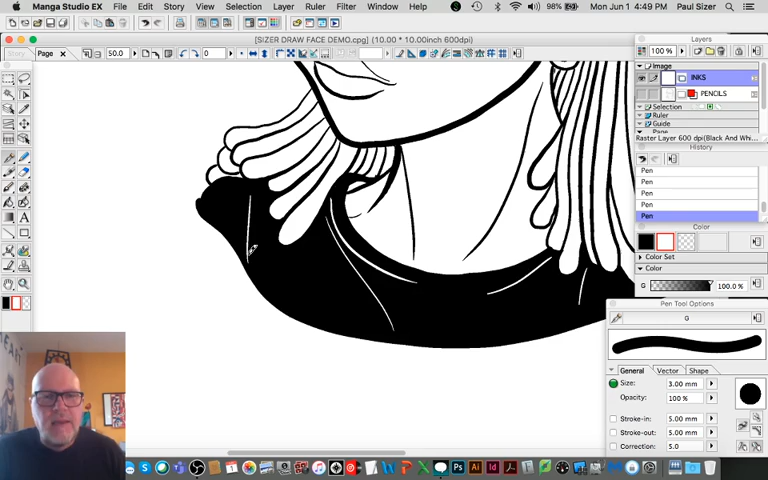 Manga Studio EX File Edit Story View Selection Layer Ruler Filter Window Help 98% Mon Jun 1 4:49 PM Paul Sizer
[SIZER DRAW FACE DEMO.cpg] (10.00 * 10.00inch 600dpi)
Story Page 50.0 0
Layers
100 %
Image
INKS
PENCILS
Selection
Ruler
Guide
Page
Raster Layer 600 dpi(Black And Whi...
History
Pen
Pen
Pen
Pen
Pen
Color
Color Set
Color
G 100.0 %
Pen Tool Options
G
General Vector Shape
Size: 3.00 mm
Opacity: 100 %
Stroke-in: 5.00 mm
Stroke-out: 5.00 mm
Correction: 5.0